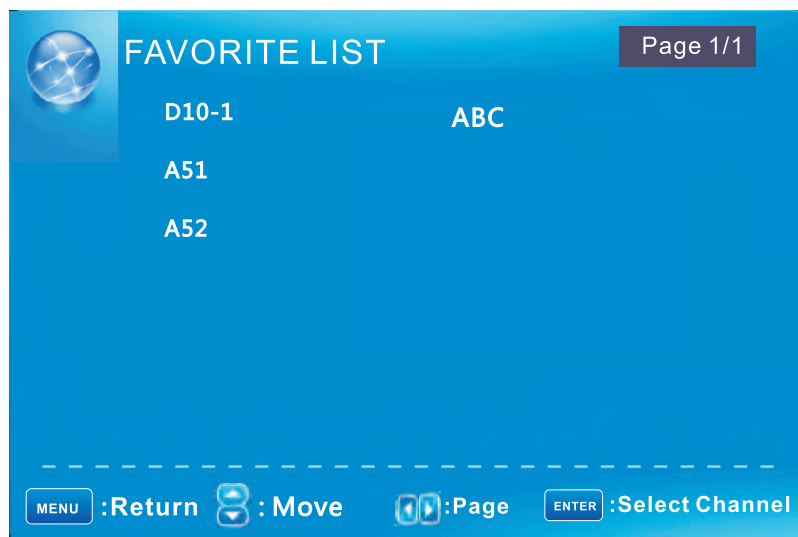 FAVORITE LIST
Page 1/1
D10-1 ABC
A51
A52
MENU :Return : Move :Page ENTER :Select Channel